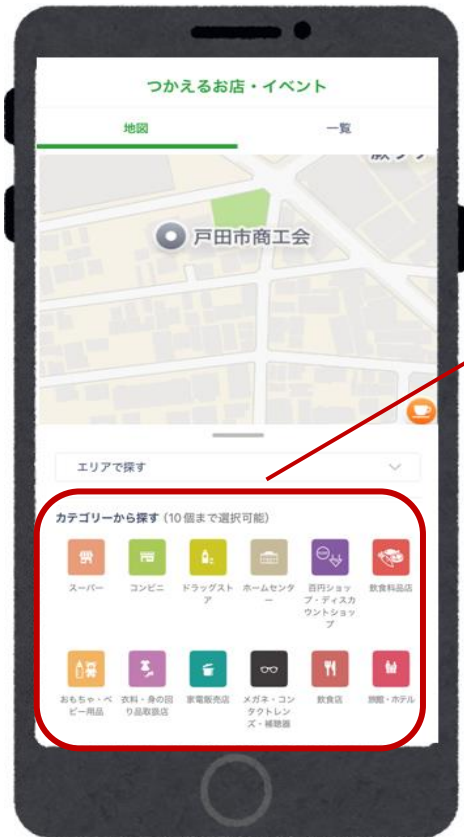 つかえるお店・イベント
地図
一覧
戸田市商工会
エリアで探す
カテゴリーから探す（10個まで選択可能）
スーパー
コンビニ
ドラッグスト
ア
ホームセンタ
ー
百円ショッ
プ・ディスカ
ウントショッ
プ
飲食料品店
おもちゃ・ベ
ビー用品
衣料・身の回
り品取扱店
家電販売店
メガネ・コン
タクトレン
ズ・補聴器
飲食店
旅館・ホテル